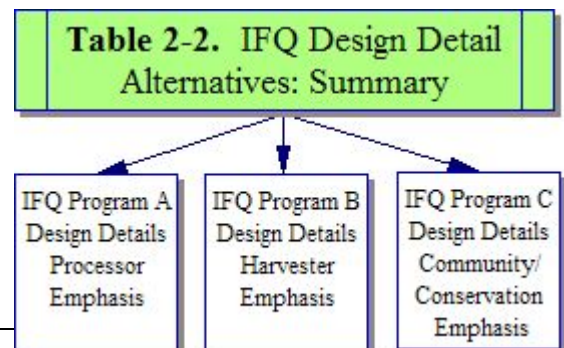 Table 2-2. IFQ Design Detail
Alternatives: Summary
IFQ Program A
Design Details
Processor
Emphasis
IFQ Program B
Design Details
Harvester
Emphasis
IFQ Program C
Design Details
Community/
Conservation
Emphasis